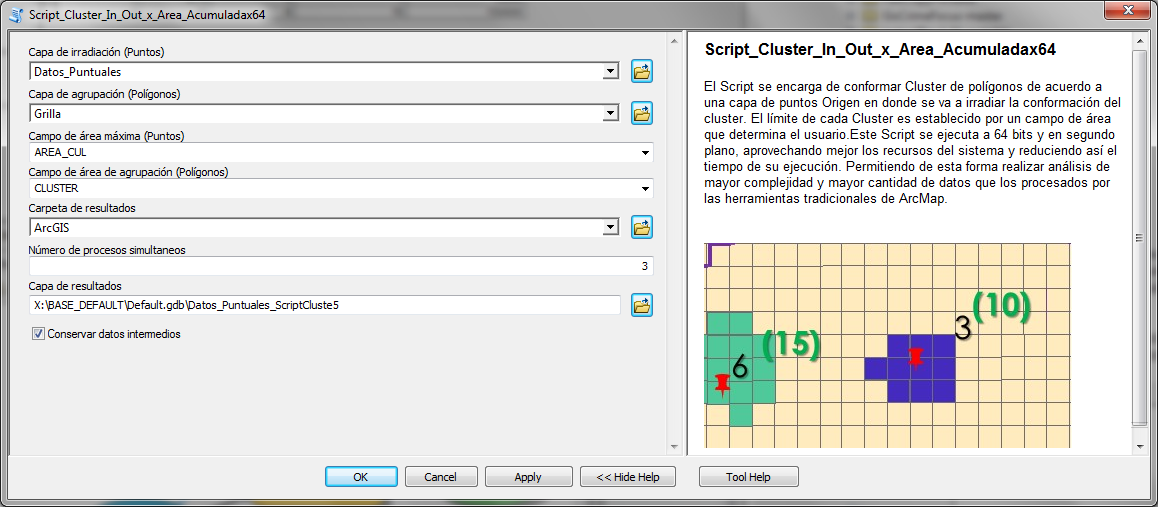 Script_Cluster_In_Out_x_Area_Acumuladax64
Capa de irradiación (Puntos)
Datos_Puntuales
Capa de agrupación (Polígonos)
Grilla
Campo de área máxima (Puntos)
AREA_CUL
Campo de área de agrupación (Polígonos)
CLUSTER
Carpeta de resultados
ArcGIS
Número de procesos simultaneos
3
Capa de resultados
X:\BASE_DEFAULT\Default.gdb\Datos_Puntuales_ScriptCluste5
Conservar datos intermedios
Script_Cluster_In_Out_x_Area_Acumuladax64
El Script se encarga de conformar Cluster de polígonos de acuerdo a
una capa de puntos Origen en donde se va a irradiar la conformación del
cluster. El límite de cada Cluster es establecido por un campo de área
que determina el usuario.Este Script se ejecuta a 64 bits y en segundo
plano, aprovechando mejor los recursos del sistema y reduciendo así el
tiempo de su ejecución. Permitiendo de esta forma realizar análisis de
mayor complejidad y mayor cantidad de datos que los procesados por
las herramientas tradicionales de ArcMap.
(10)
3
(15)
6
OK
Cancel
Apply
<< Hide Help
Tool Help